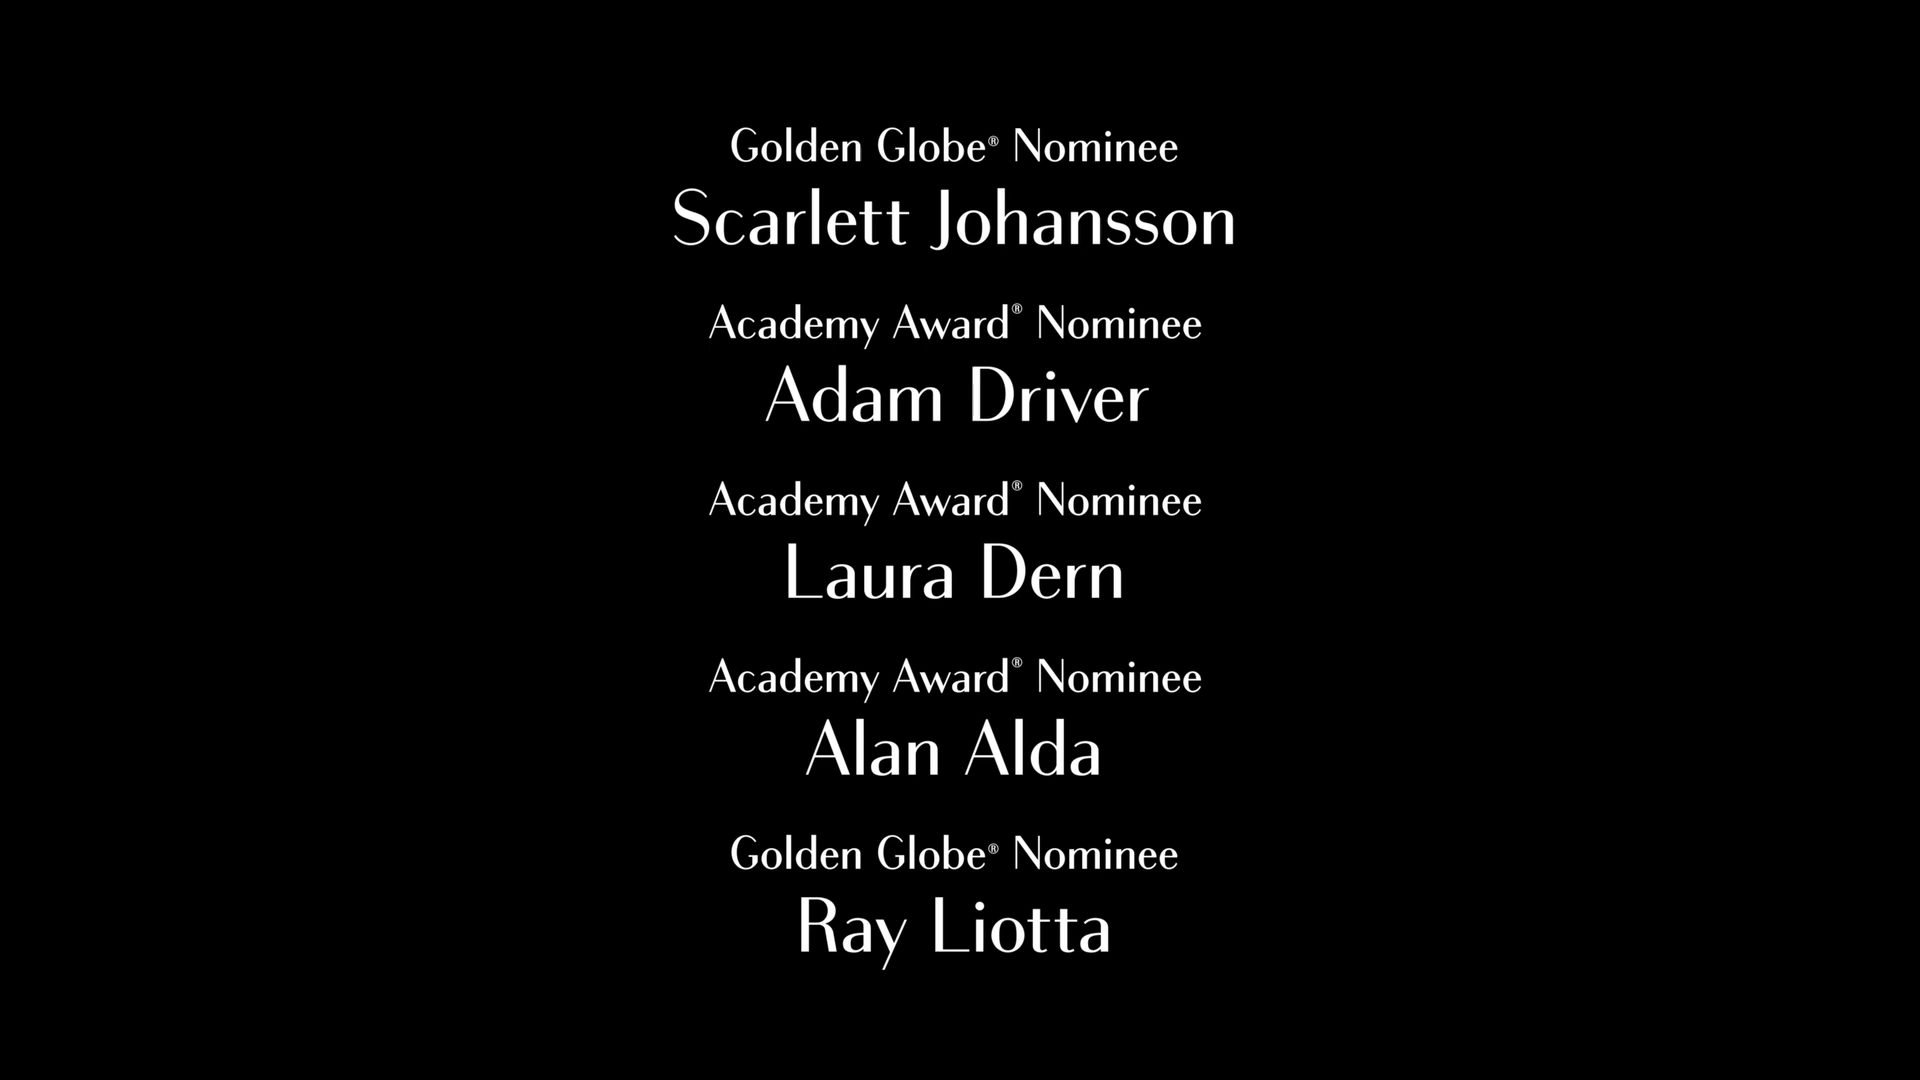 Golden Globe® Nominee
Scarlett Johansson
Academy Award® Nominee
Adam Driver
Academy Award® Nominee
Laura Dern
Academy Award® Nominee
Alan Alda
Golden Globe® Nominee
Ray Liotta